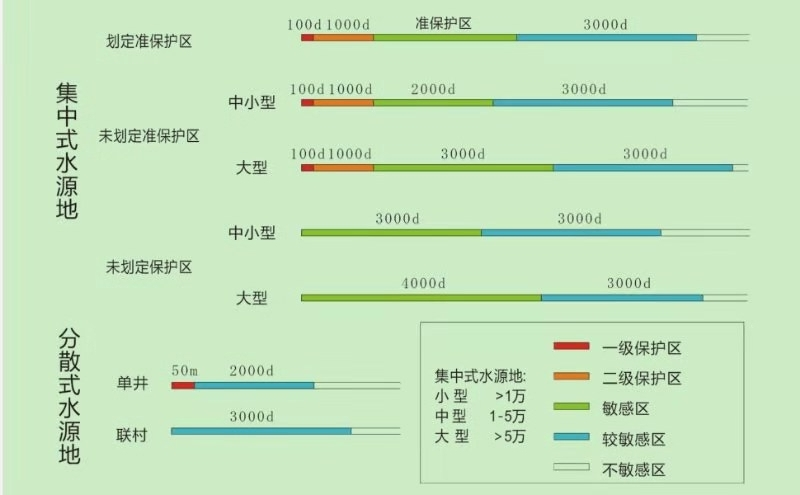 100d 1000d 准保护区 3000d
划定准保护区
集中式水源地
100d 1000d 2000d 3000d
中小型
未划定准保护区
100d 1000d 3000d 3000d
大型
3000d 3000d
中小型
未划定保护区
4000d 3000d
大型
分散式水源地
50m 2000d
单井
3000d
联村
集中式水源地:
小 型 >1万
中 型 1-5万
大 型 >5万
一级保护区
二级保护区
敏感区
较敏感区
不敏感区